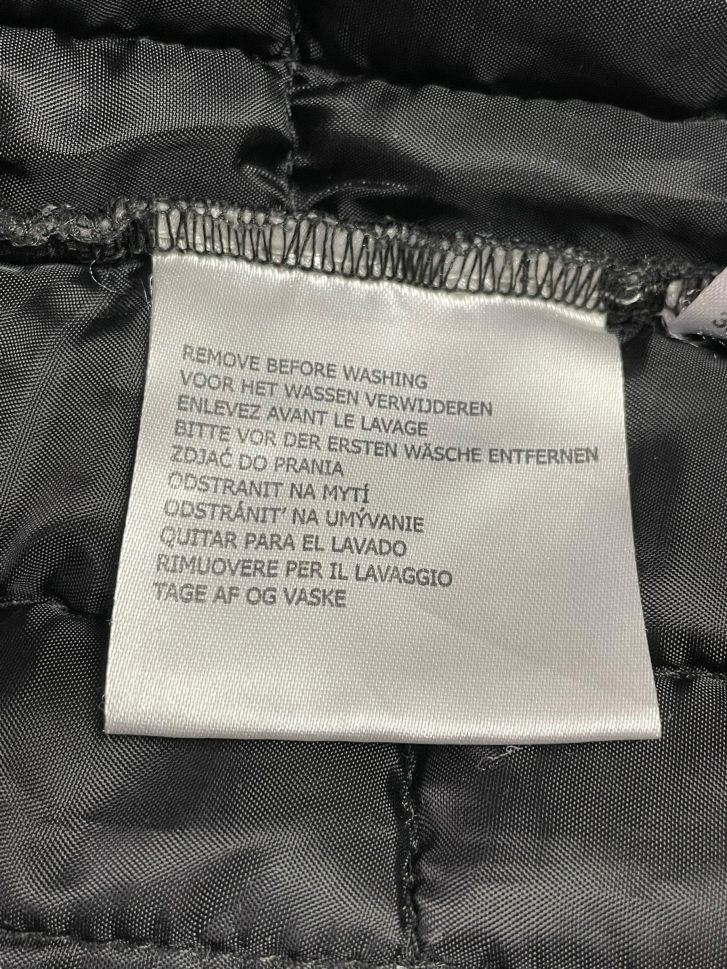 REMOVE BEFORE WASHING
VOOR HET WASSEN VERWIJDEREN
ENLEVEZ AVANT LE LAVAGE
BITTE VOR DER ERSTEN WÄSCHE ENTFERNEN
ZDJAĆ DO PRANIA
ODSTRANIT NA MYTÍ
ODSTRÁNIT' NA UMÝVANIE
QUITAR PARA EL LAVADO
RIMUOVERE PER IL LAVAGGIO
TAGE AF OG VASKE